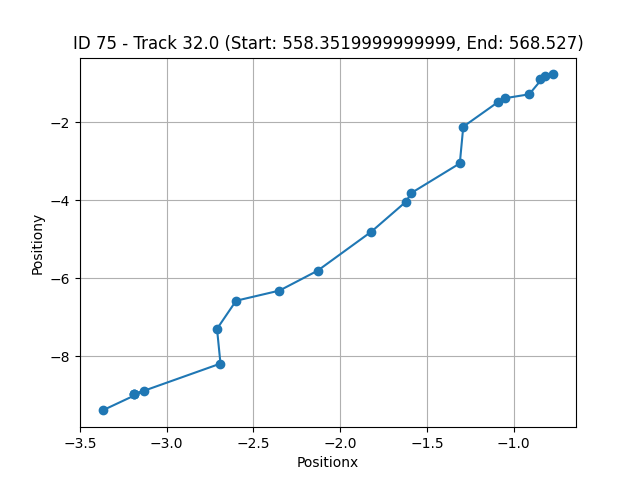 ID 75 - Track 32.0 (Start: 558.3519999999999, End: 568.527)
−2
−4
−6
−8
Positiony
−3.5 −3.0 −2.5 −2.0 −1.5 −1.0
Positionx